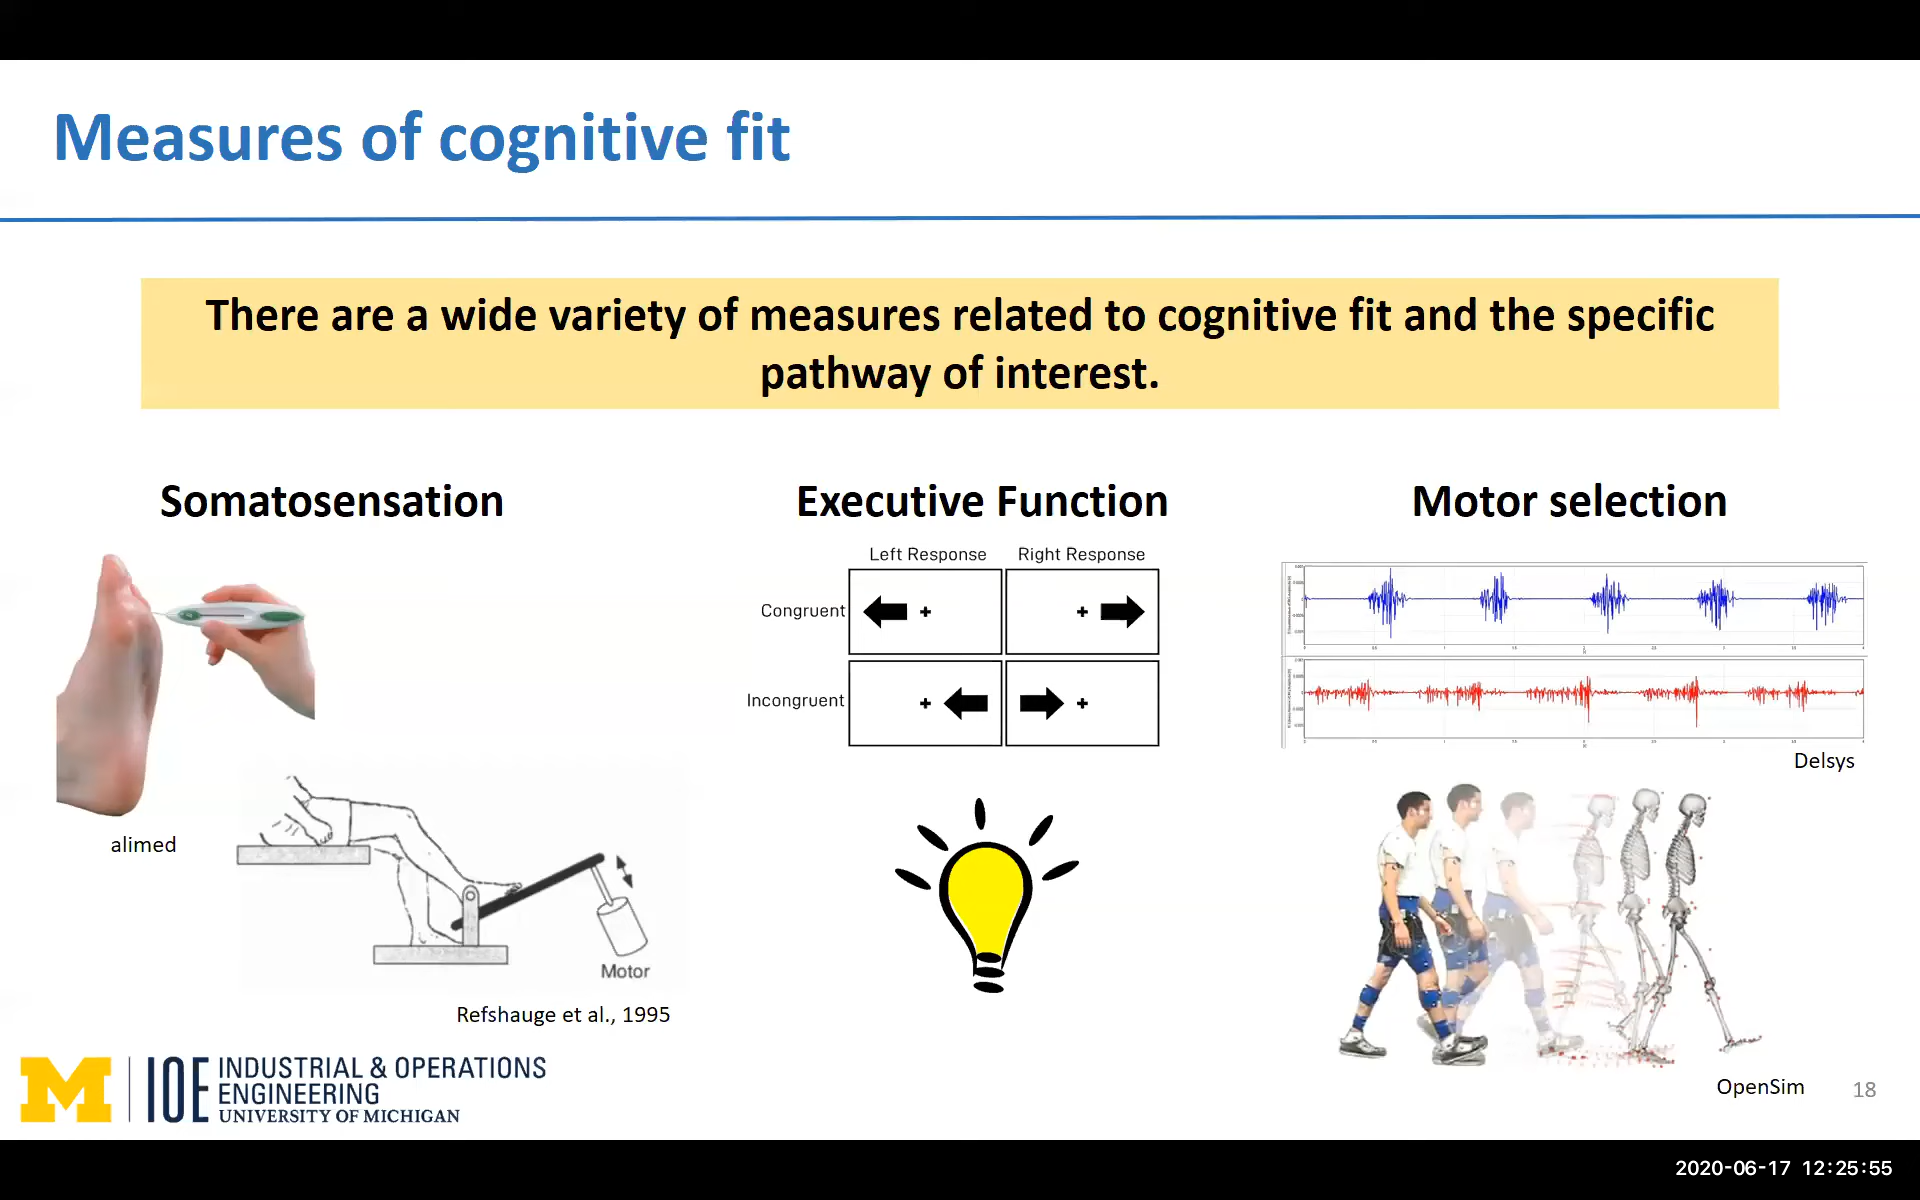 Measures of cognitive fit
There are a wide variety of measures related to cognitive fit and the specific
pathway of interest.
Somatosensation
alimed
Motor
Refshauge et al., 1995
Executive Function
Left Response Right Response
Congruent
Incongruent
Motor selection
Delsys
OpenSim
M IOE INDUSTRIAL & OPERATIONS
ENGINEERING
UNIVERSITY OF MICHIGAN
18
2020-06-17 12:25:55